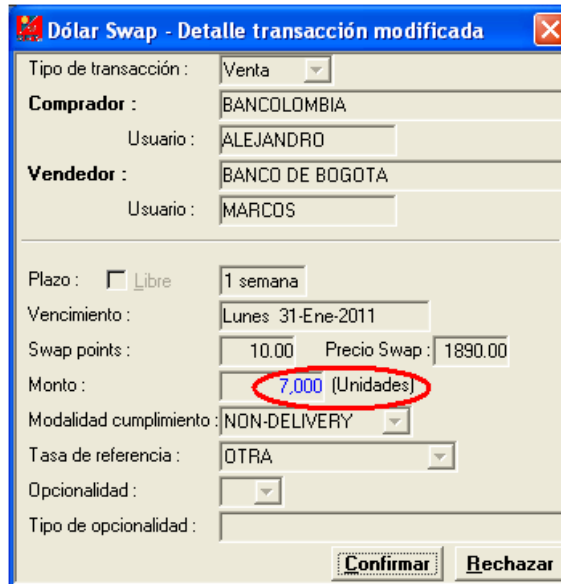 Dólar Swap - Detalle transacción modificada
Tipo de transacción : Venta
Comprador : BANCOLOMBIA
Usuario : ALEJANDRO
Vendedor : BANCO DE BOGOTA
Usuario : MARCOS
Plazo : Libre 1 semana
Vencimiento : Lunes 31-Ene-2011
Swap points : 10.00 Precio Swap : 1890.00
Monto : 7,000 (Unidades)
Modalidad cumplimiento : NON-DELIVERY
Tasa de referencia : OTRA
Opcionalidad :
Tipo de opcionalidad :
Confirmar Rechazar